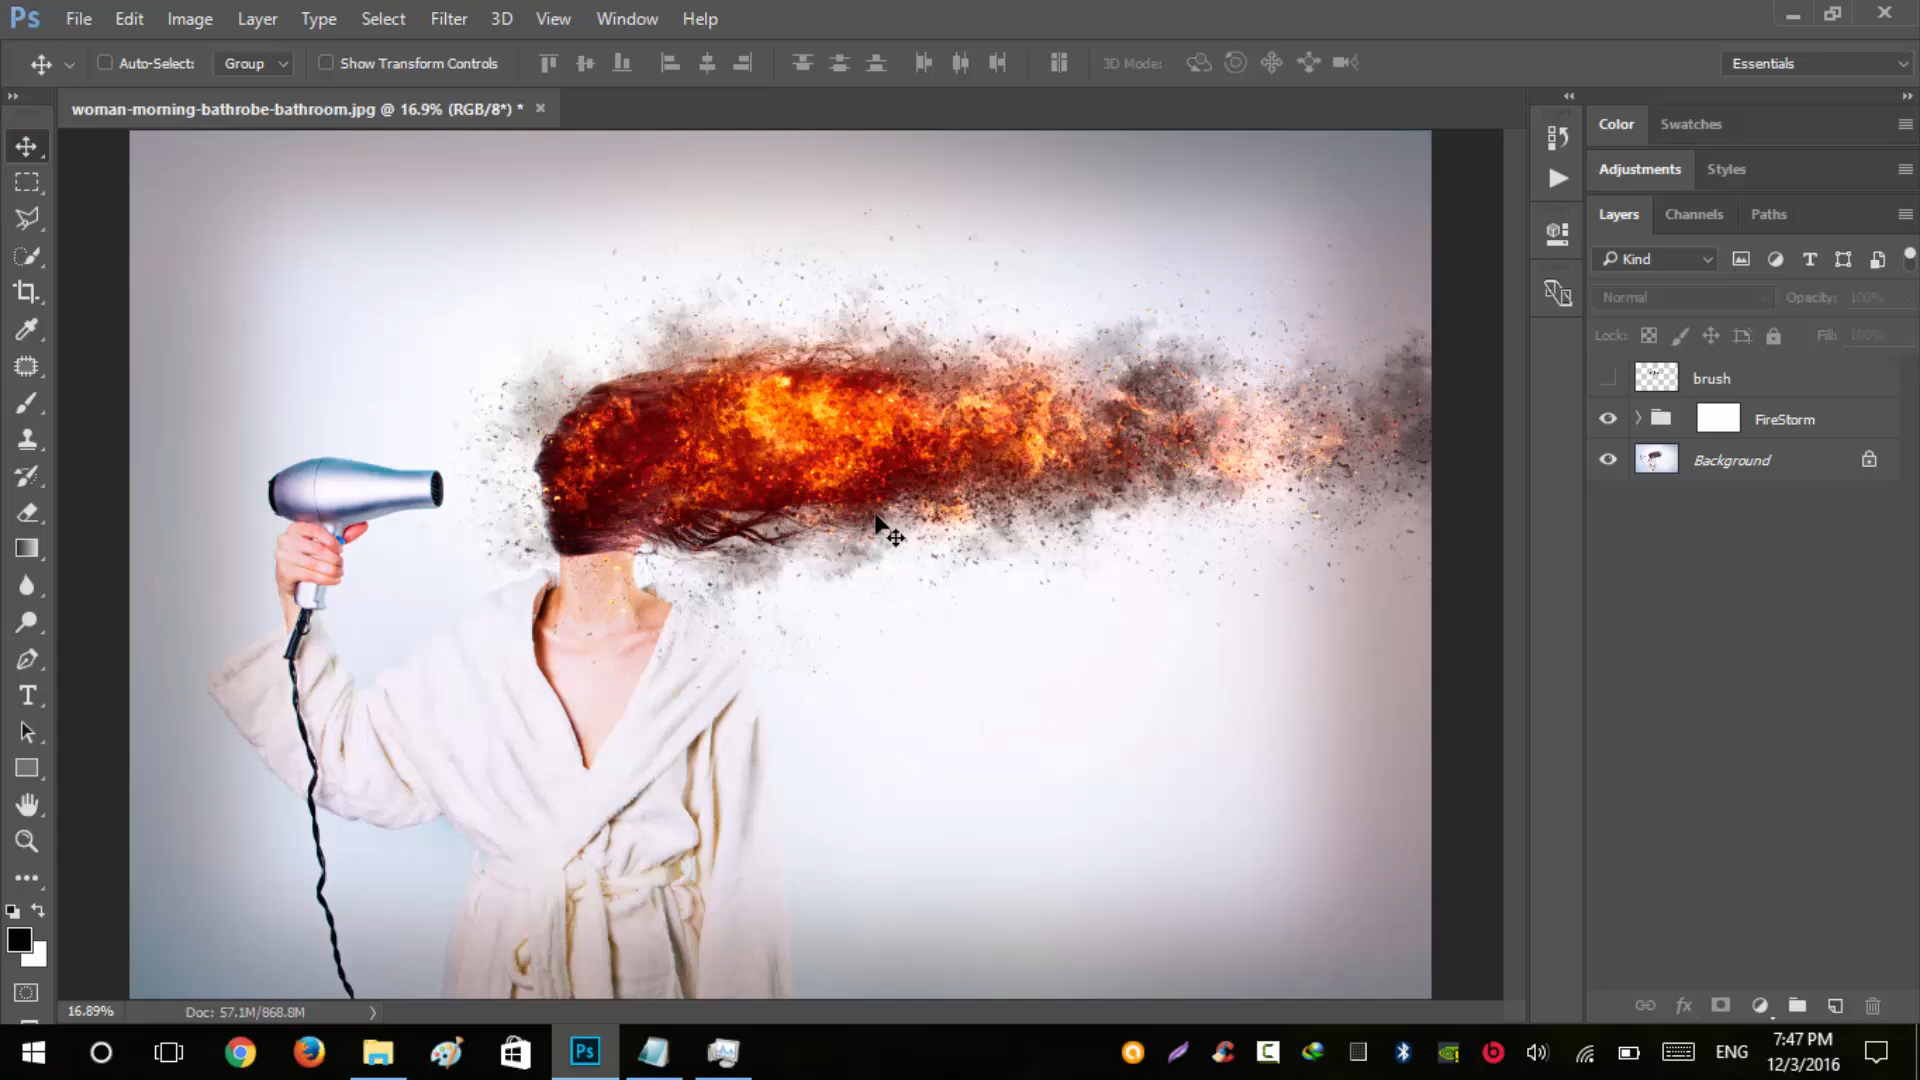 Ps File Edit Image Layer Type Select Filter 3D View Window Help
Auto-Select: Group Show Transform Controls 3D Mode: Essentials
woman-morning-bathrobe-bathroom.jpg @ 16.9% (RGB/8*) *
Color Swatches
Adjustments Styles
Layers Channels Paths
Kind
Normal Opacity: 100%
Lock: Fill: 100%
brush
FireStorm
Background
16.89% Doc: 57.1M/868.8M
Ps ENG 7:47 PM
12/3/2016